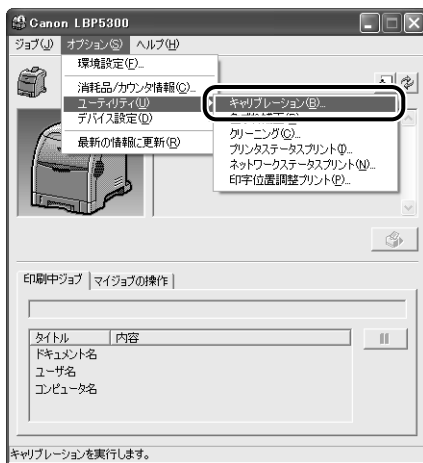 Canon LBP5300
ジョブ(J) オプション(S) ヘルプ(H)
環境設定(F)...
消耗品/カウンタ情報(C)...
ユーティリティ(U)
デバイス設定(D)
最新の情報に更新(R)
キャリブレーション(B)...
クリーニング(C)...
プリンタステータスプリント(I)...
ネットワークステータスプリント(N)...
印字位置調整プリント(P)...
印刷中ジョブ マイジョブの操作
タイトル 内容
ドキュメント名
ユーザ名
コンピュータ名
キャリブレーションを実行します。